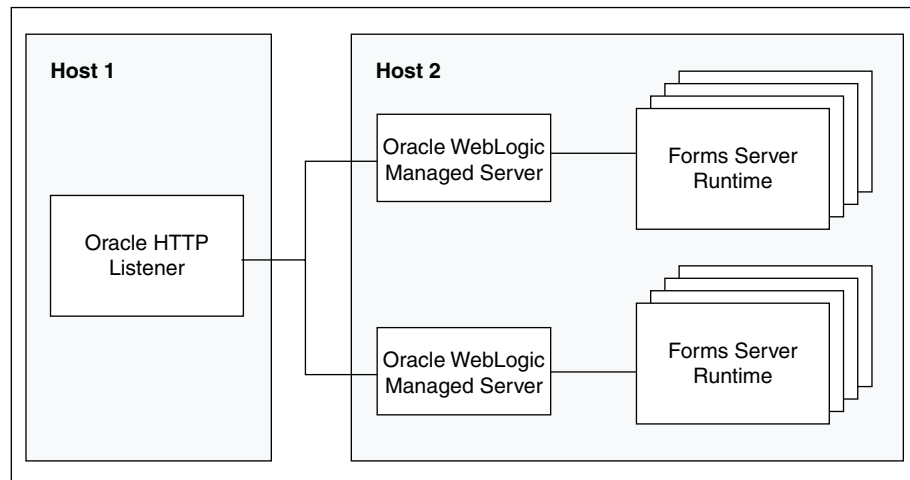 Host 1
Oracle HTTP
Listener
Host 2
Oracle WebLogic
Managed Server
Forms Server
Runtime
Oracle WebLogic
Managed Server
Forms Server
Runtime